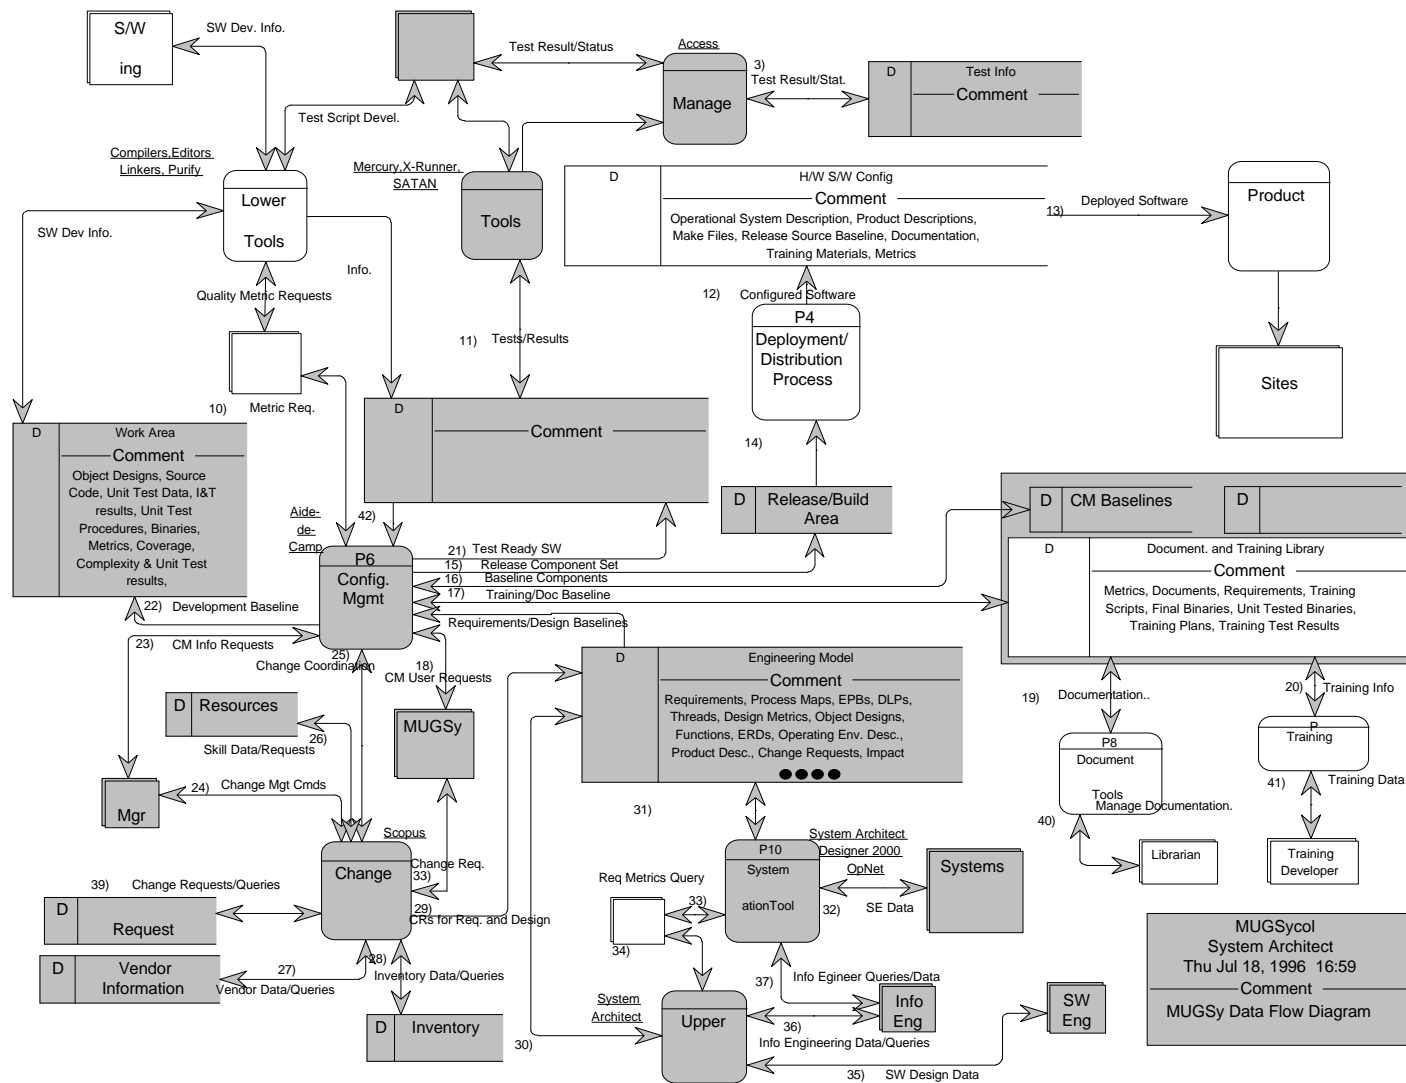 S/W
ing
SW Dev. Info.
Test Result/Status
Access
3)
Test Result/Stat.
Manage
D
Test Info
Comment
Test Script Devel.
Compilers,Editors
Linkers, Purify
Mercury,X-Runner,
SATAN
Lower
Tools
Tools
D
H/W S/W Config
Comment
Operational System Description, Product Descriptions,
Make Files, Release Source Baseline, Documentation,
Training Materials, Metrics
13)
Deployed Software
Product
SW Dev Info.
Info.
Quality Metric Requests
12)
Configured Software
P4
Deployment/
Distribution
Process
11)
Tests/Results
Sites
10)
Metric Req.
D
Work Area
Comment
Object Designs, Source
Code, Unit Test Data, I&T
results, Unit Test
Procedures, Binaries,
Metrics, Coverage,
Complexity & Unit Test
results,
D
Comment
14)
D
Release/Build
Area
D
CM Baselines
D
D
Document. and Training Library
Comment
Metrics, Documents, Requirements, Training
Scripts, Final Binaries, Unit Tested Binaries,
Training Plans, Training Test Results
Aide-
de-
Camp
42)
P6
Config.
Mgmt
21)
Test Ready SW
15)
Release Component Set
16)
Baseline Components
17)
Training/Doc Baseline
Requirements/Design Baselines
22)
Development Baseline
23)
CM Info Requests
25)
Change Coordination
18)
CM User Requests
D
Engineering Model
Comment
Requirements, Process Maps, EPBs, DLPs,
Threads, Design Metrics, Object Designs,
Functions, ERDs, Operating Env. Desc.,
Product Desc., Change Requests, Impact
19)
Documentation..
20)
Training Info
D
Resources
26)
Skill Data/Requests
MUGSy
P8
Document
Tools
Manage Documentation.
P
Training
41)
Training Data
24)
Change Mgt Cmds
Mgr
31)
40)
Librarian
Training
Developer
Scopus
Change
Change Req.
33)
29)
CRs for Req. and Design
P10
System
ationTool
System Architect
Designer 2000
OpNet
Systems
32)
SE Data
39)
Change Requests/Queries
D
Request
Req Metrics Query
33)
34)
28)
Inventory Data/Queries
D
Vendor
Information
27)
Vendor Data/Queries
D
Inventory
37)
Info Egineer Queries/Data
System
Architect
Upper
36)
Info Engineering Data/Queries
Info
Eng
SW
Eng
30)
35)
SW Design Data
MUGSycol
System Architect
Thu Jul 18, 1996 16:59
Comment
MUGSy Data Flow Diagram